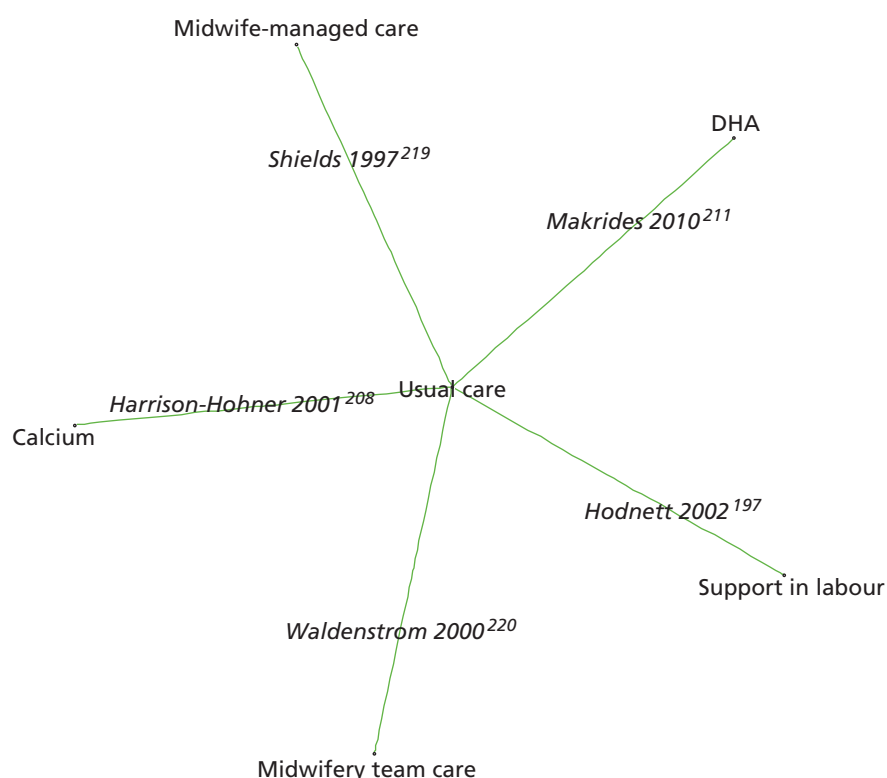 Midwife-managed care
DHA
Shields 1997²¹⁹
Makrides 2010²¹¹
Usual care
Harrison-Hohner 2001²⁰⁸
Calcium
Hodnett 2002¹⁹⁷
Support in labour
Waldenstrom 2000²²⁰
Midwifery team care